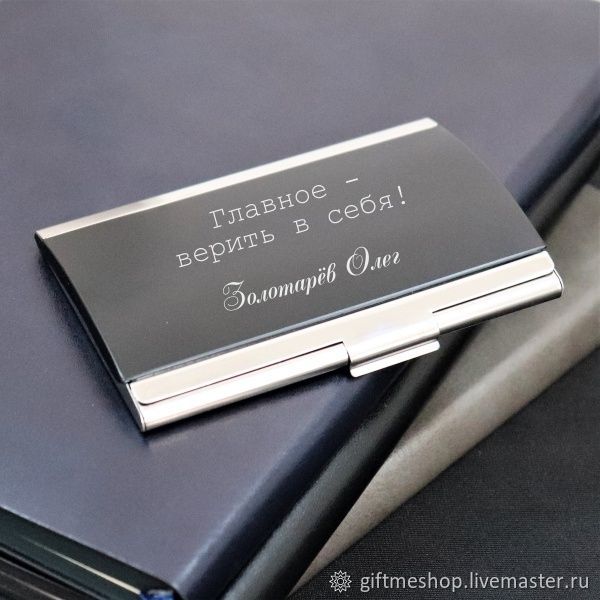 Главное -
верить в себя!
Золотарёв Олег
giftmeshop.livemaster.ru